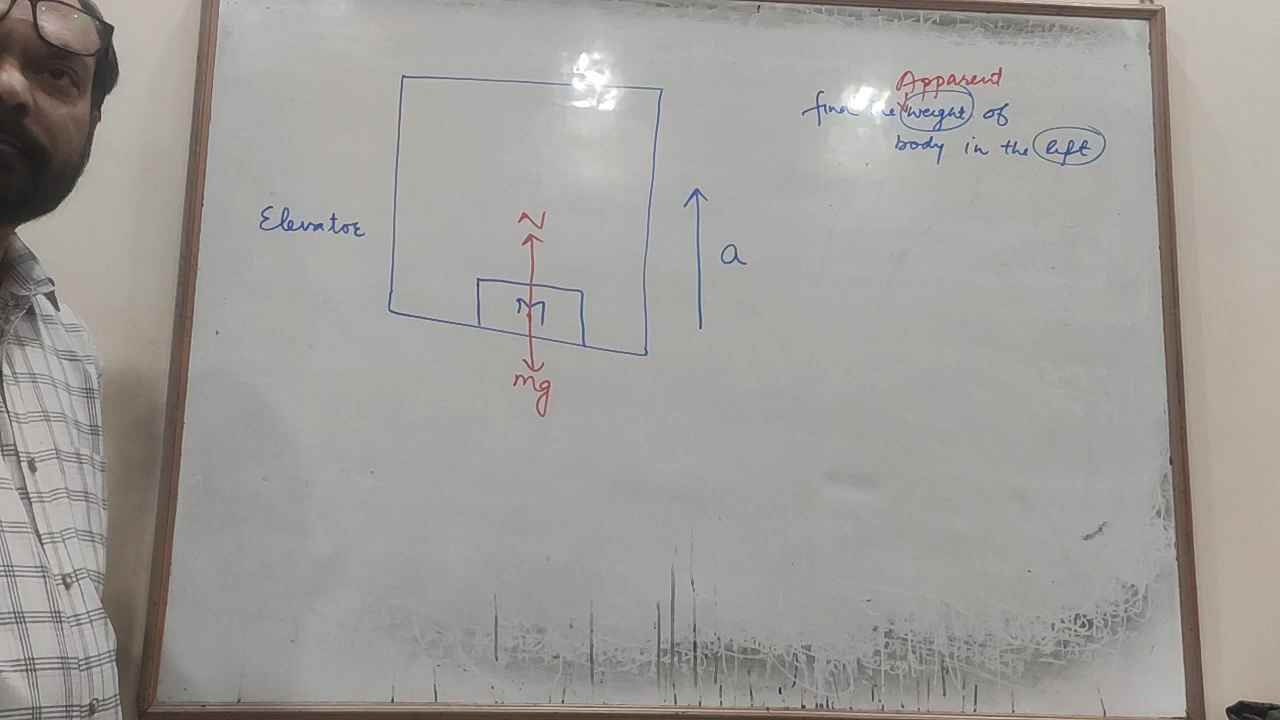 Apparent
find the weight of
body in the lift
Elevator
N
a
M
mg